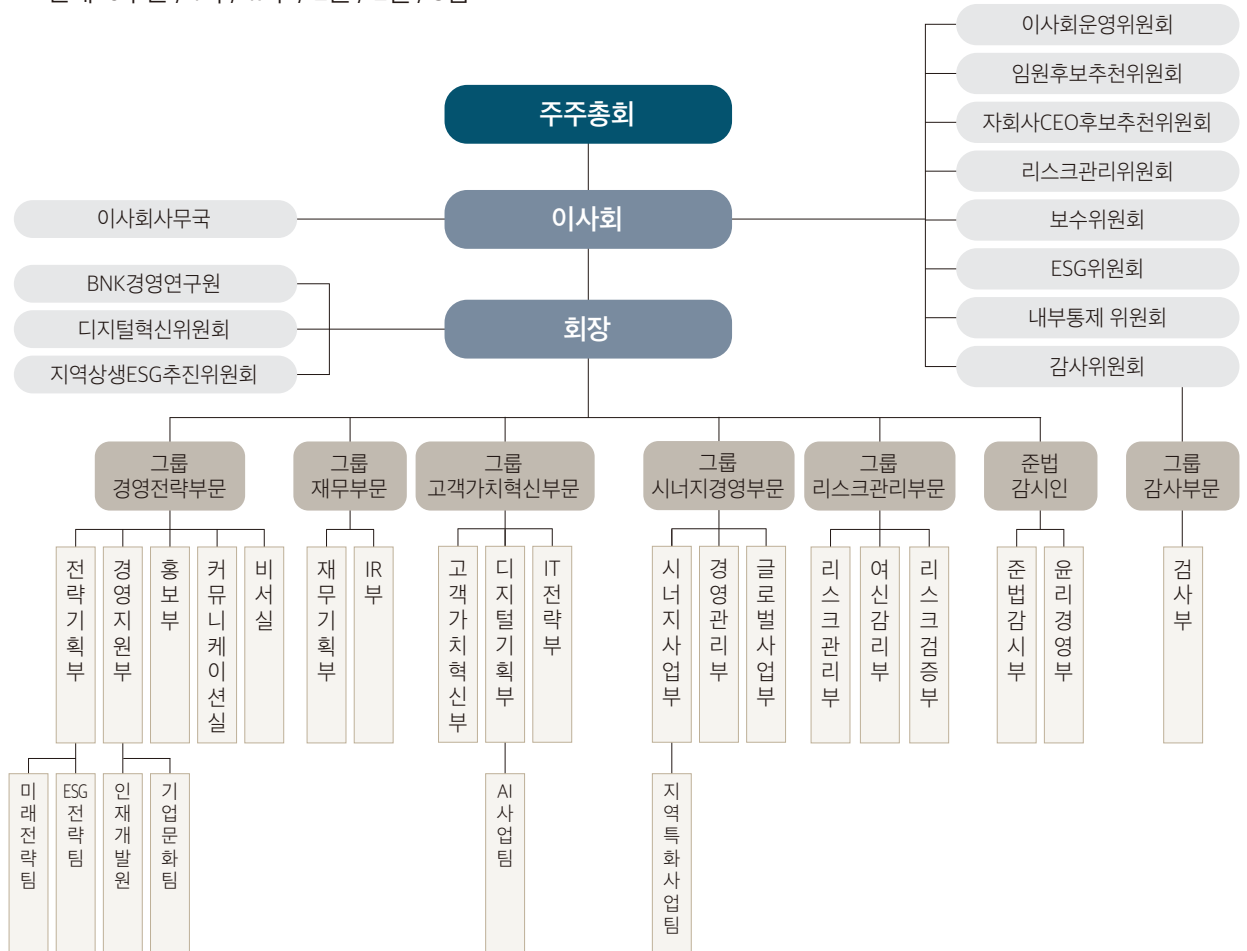 이사회운영위원회
임원후보추천위원회
주주총회
자회사CEO후보추천위원회
리스크관리위원회
이사회사무국
이사회
보수위원회
BNK경영연구원
ESG위원회
디지털혁신위원회
회장
내부통제 위원회
지역상생ESG추진위원회
감사위원회
그룹
경영전략부문
그룹
재무부문
그룹
고객가치혁신부문
그룹
시너지경영부문
그룹
리스크관리부문
준법
감시인
그룹
감사부문
전략기획부
경영지원부
홍보부
커뮤니케이션실
비서실
재무기획부
IR부
고객가치혁신부
디지털기획부
IT전략부
시너지사업부
경영관리부
글로벌사업부
리스크관리부
여신감리부
리스크검증부
준법감시부
윤리경영부
검사부
미래전략팀
ESG전략팀
인재개발원
기업문화팀
AI사업팀
지역특화사업팀